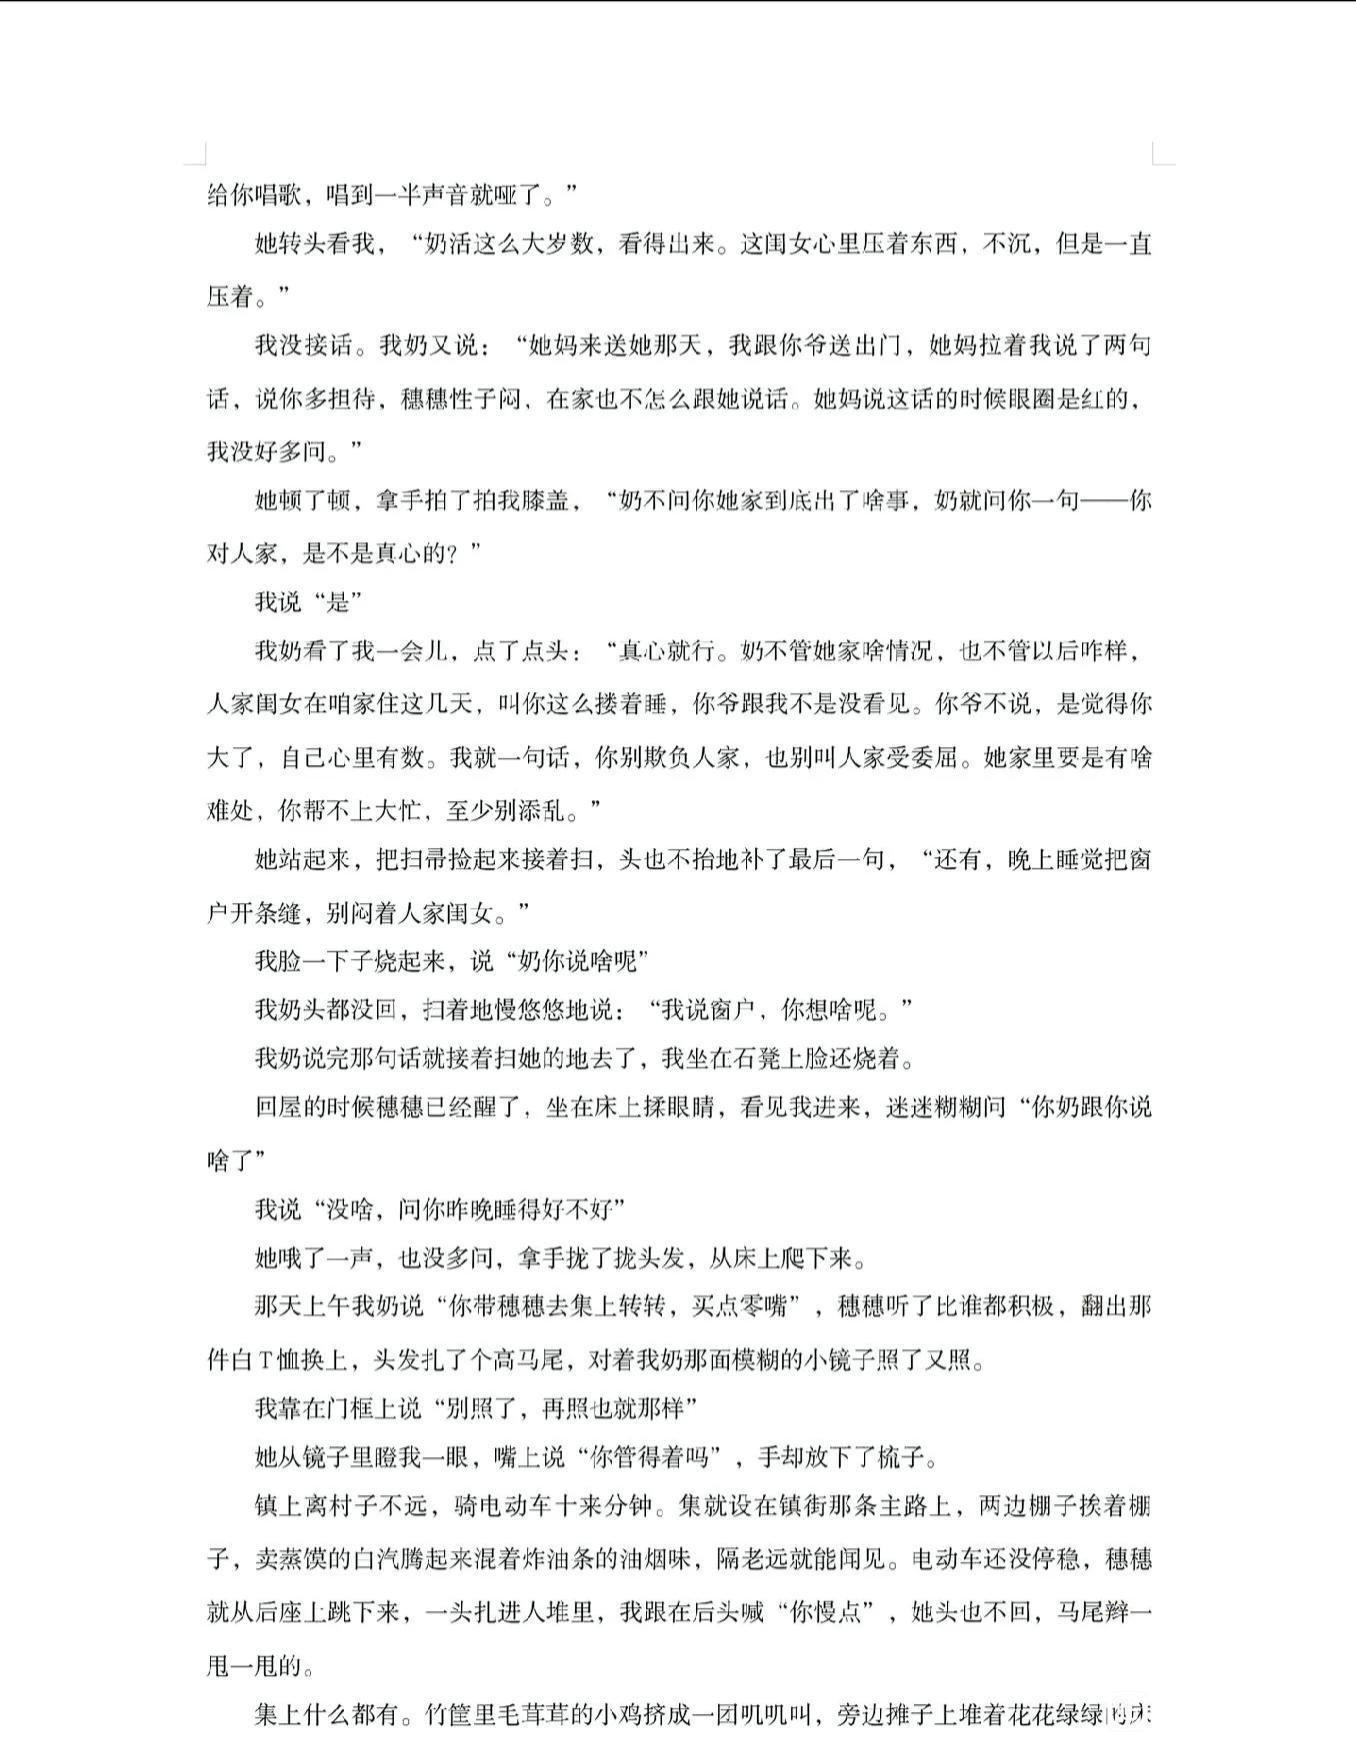 给你唱歌，唱到一半声音就哑了。”
她转头看我，“奶活这么大岁数，看得出来。这闺女心里压着东西，不沉，但是一直
压着。”
我没接话。我奶又说：“她妈来送她那天，我跟你爷送出门，她妈拉着我说了两句
话，说你多担待，穗穗性子闷，在家也不怎么跟她说话。她妈说这话的时候眼圈是红的，
我没好多问。”
她顿了顿，拿手拍了拍我膝盖，“奶不问你她家到底出了啥事，奶就问你一句——你
对人家，是不是真心的？”
我说“是”
我奶看了我一会儿，点了点头：“真心就行。奶不管她家啥情况，也不管以后咋样，
人家闺女在咱家住这几天，叫你这么搂着睡，你爷跟我不是没看见。你爷不说，是觉得你
大了，自己心里有数。我就一句话，你别欺负人家，也别叫人家受委屈。她家里要是有啥
难处，你帮不上大忙，至少别添乱。”
她站起来，把扫帚捡起来接着扫，头也不抬地补了最后一句，“还有，晚上睡觉把窗
户开条缝，别闷着人家闺女。”
我脸一下子烧起来，说“奶你说啥呢”
我奶头都没回，扫着地慢悠悠地说：“我说窗户，你想啥呢。”
我奶说完那句话就接着扫她的地去了，我坐在石凳上脸还烧着。
回屋的时候穗穗已经醒了，坐在床上揉眼睛，看见我进来，迷迷糊糊问“你奶跟你说
啥了”
我说“没啥，问你昨晚睡得好不好”
她哦了一声，也没多问，拿手拢了拢头发，从床上爬下来。
那天上午我奶说“你带穗穗去集上转转，买点零嘴”，穗穗听了比谁都积极，翻出那
件白T恤换上，头发扎了个高马尾，对着我奶那面模糊的小镜子照了又照。
我靠在门框上说“别照了，再照也就那样”
她从镜子里瞪我一眼，嘴上说“你管得着吗”，手却放下了梳子。
镇上离村子不远，骑电动车十来分钟。集就设在镇街那条主路上，两边棚子挨着棚
子，卖蒸馍的白汽腾起来混着炸油条的油烟味，隔老远就能闻见。电动车还没停稳，穗穗
就从后座上跳下来，一头扎进人堆里，我跟在后头喊“你慢点”，她头也不回，马尾辫一
甩一甩的。
集上什么都有。竹筐里毛茸茸的小鸡挤成一团叽叽叫，旁边摊子上堆着花花绿绿